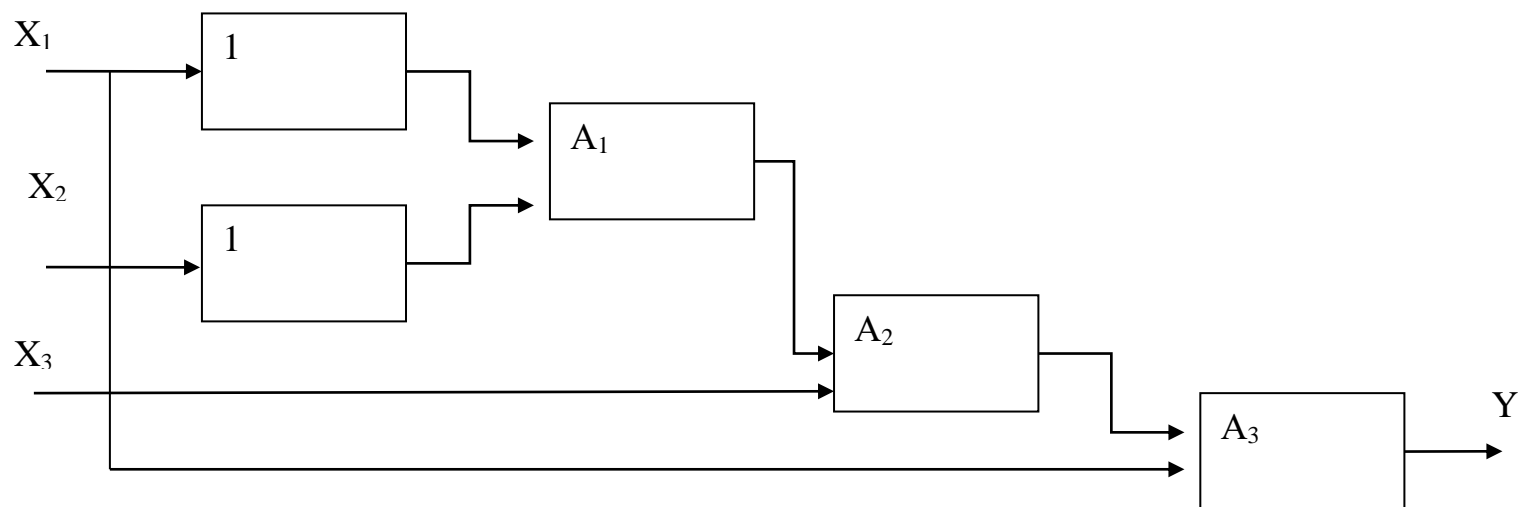 X₁
1
A₁
X₂
1
A₂
X₃
A₃
Y